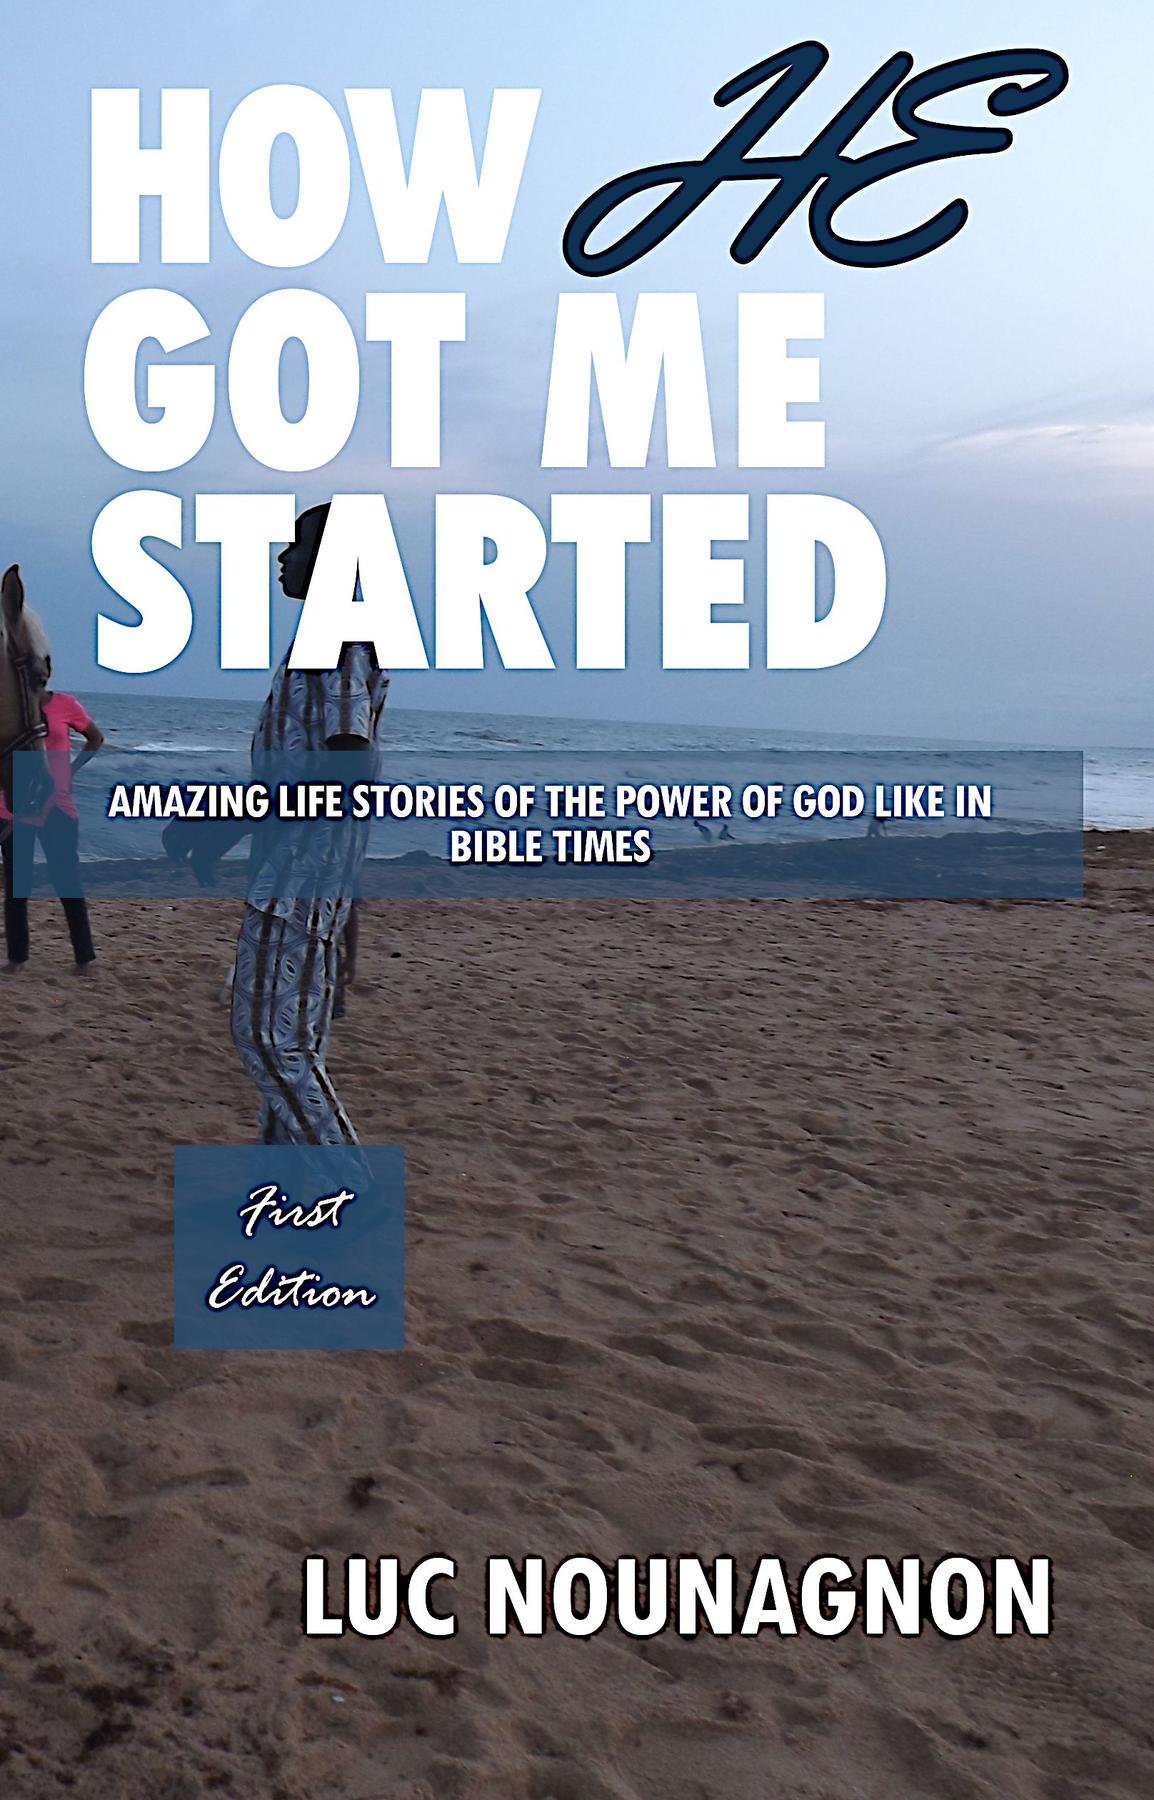 HOW HE
GOT ME
STARTED
AMAZING LIFE STORIES OF THE POWER OF GOD LIKE IN
BIBLE TIMES
First
Edition
LUC NOUNAGNON